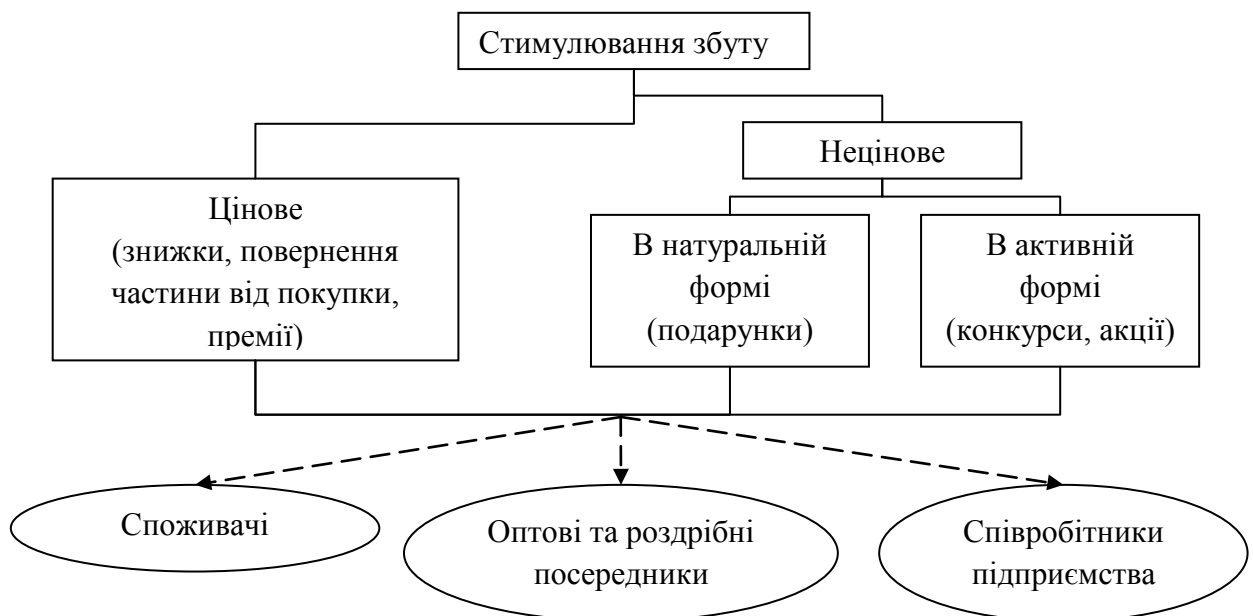 Стимулювання збуту
Нецінове
Цінове
(знижки, повернення
частини від покупки,
премії)
В натуральній
формі
(подарунки)
В активній
формі
(конкурси, акції)
Споживачі
Оптові та роздрібні
посередники
Співробітники
підприємства